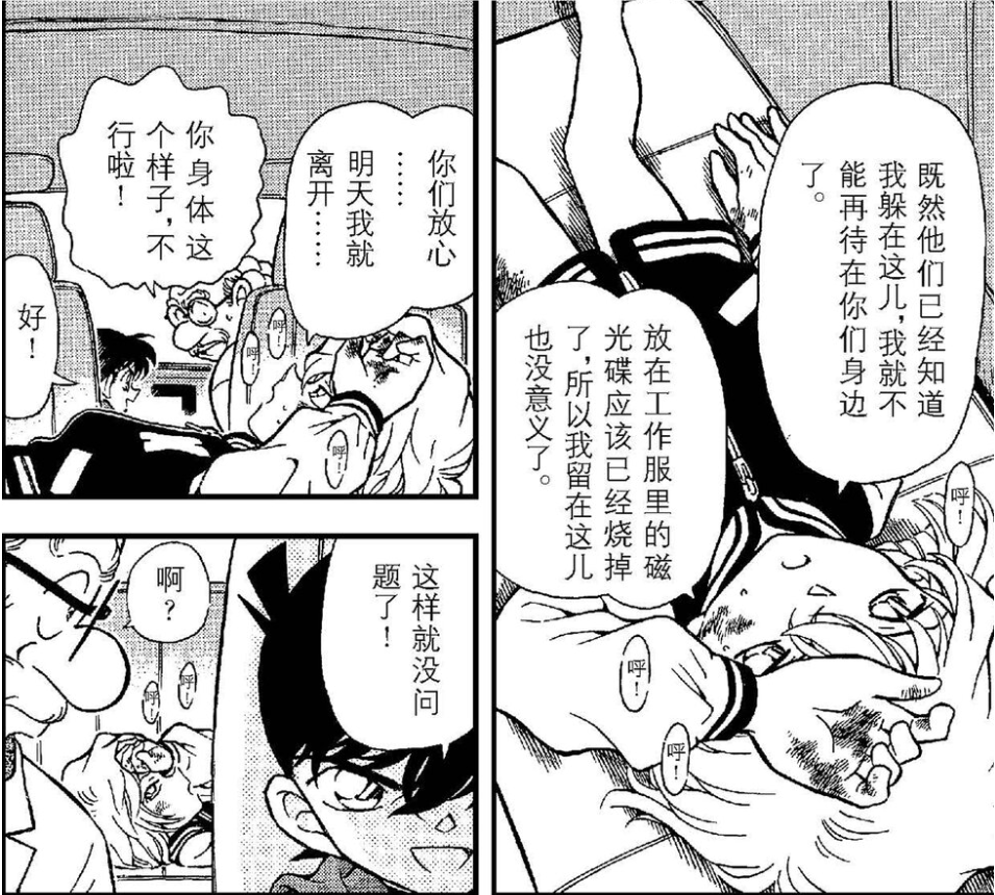 既然他们已经知道
我躲在这儿，我就不
能再待在你们身边
了。
放在工作服里的磁
光碟应该已经烧掉
了，所以我留在这儿
也没意义了。
呼！
呼！
呼！
你们放心
……
明天我就
离开……
你身体这
个样子，不
行啦！
呼！
呼！
呼！
好！
这样就没问
题了！
啊？
呼！
呼！